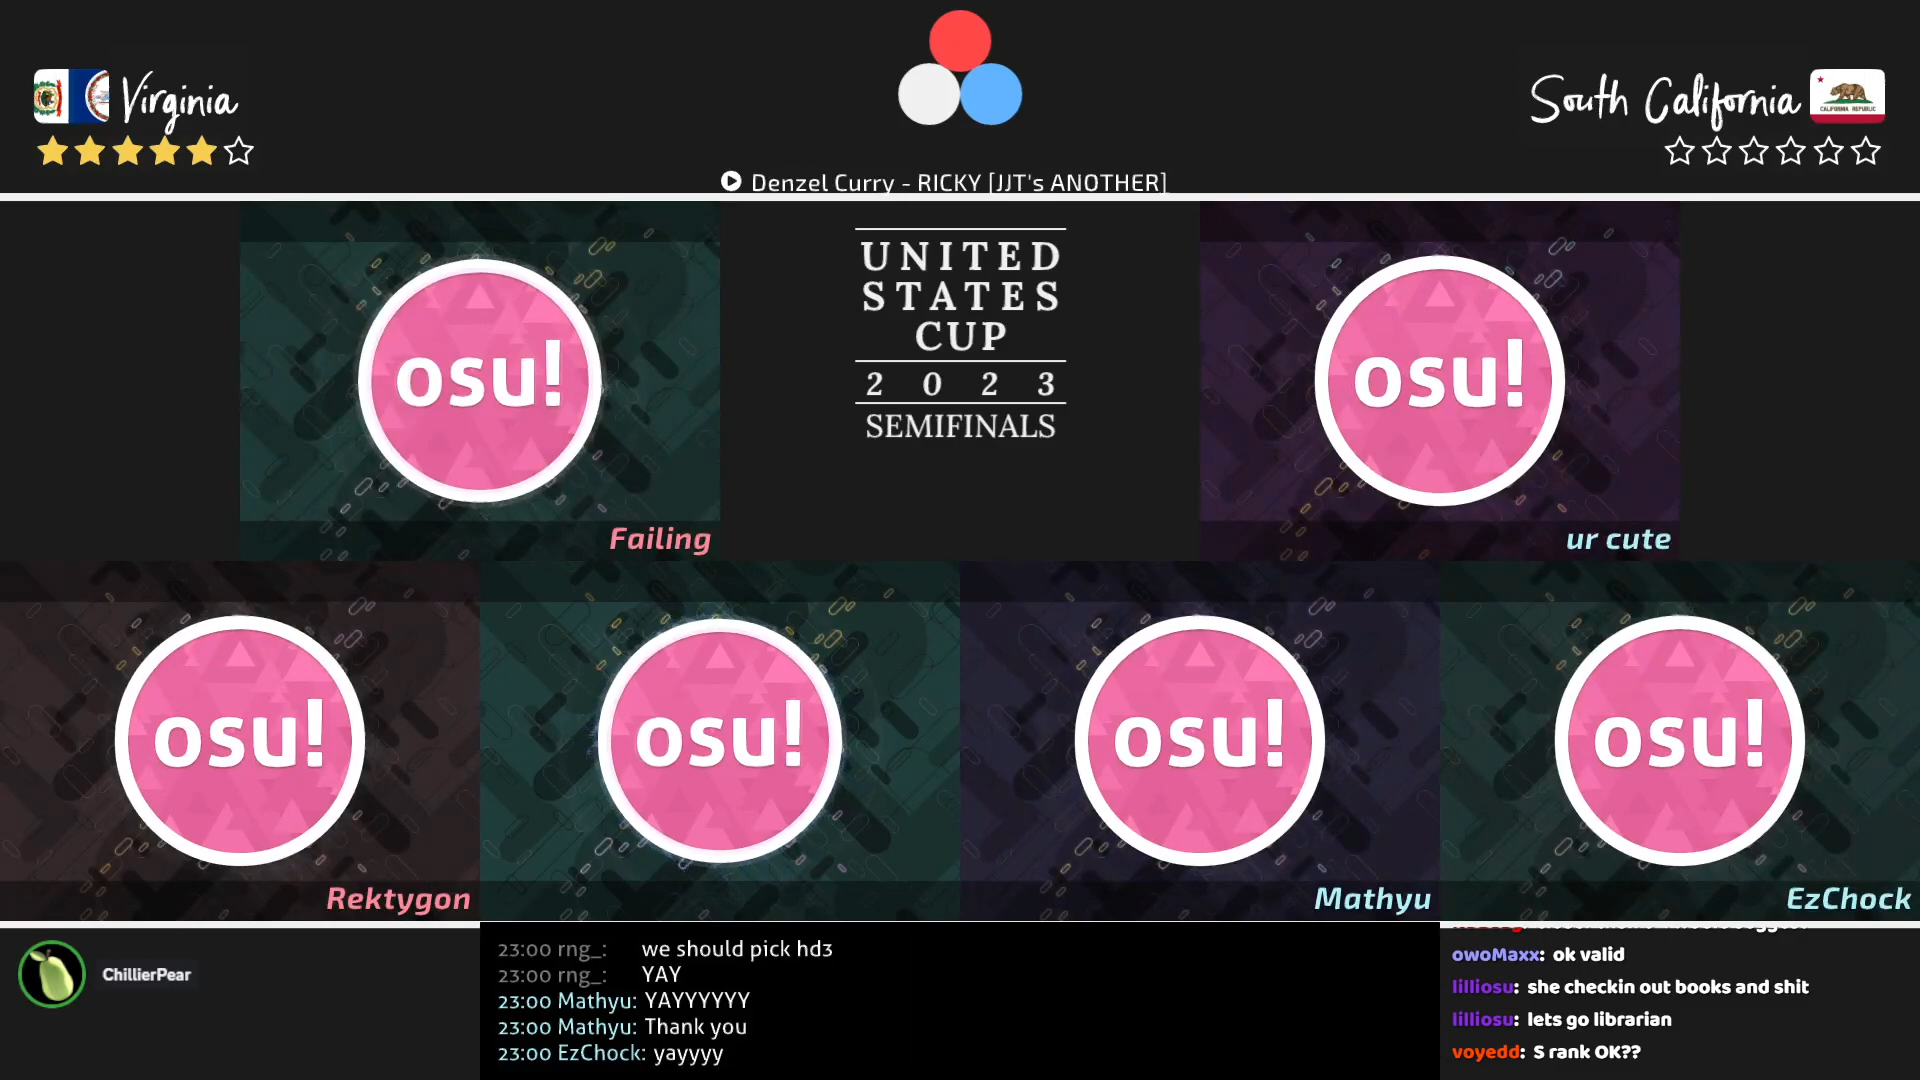 Virginia
South California
Denzel Curry - RICKY [JJT's ANOTHER]
UNITED
STATES
CUP
2 0 2 3
SEMIFINALS
CALIFORNIA REPUBLIC
osu!
osu!
Failing
ur cute
osu!
osu!
osu!
osu!
Rektygon
Mathyu
EzChock
ChillierPear
23:00 rng_: we should pick hd3
23:00 rng_: YAY
23:00 Mathyu: YAYYYYYY
23:00 Mathyu: Thank you
23:00 EzChock: yayyyy
owoMaxx: ok valid
lilliosu: she checkin out books and shit
lilliosu: lets go librarian
voyedd: S rank OK??